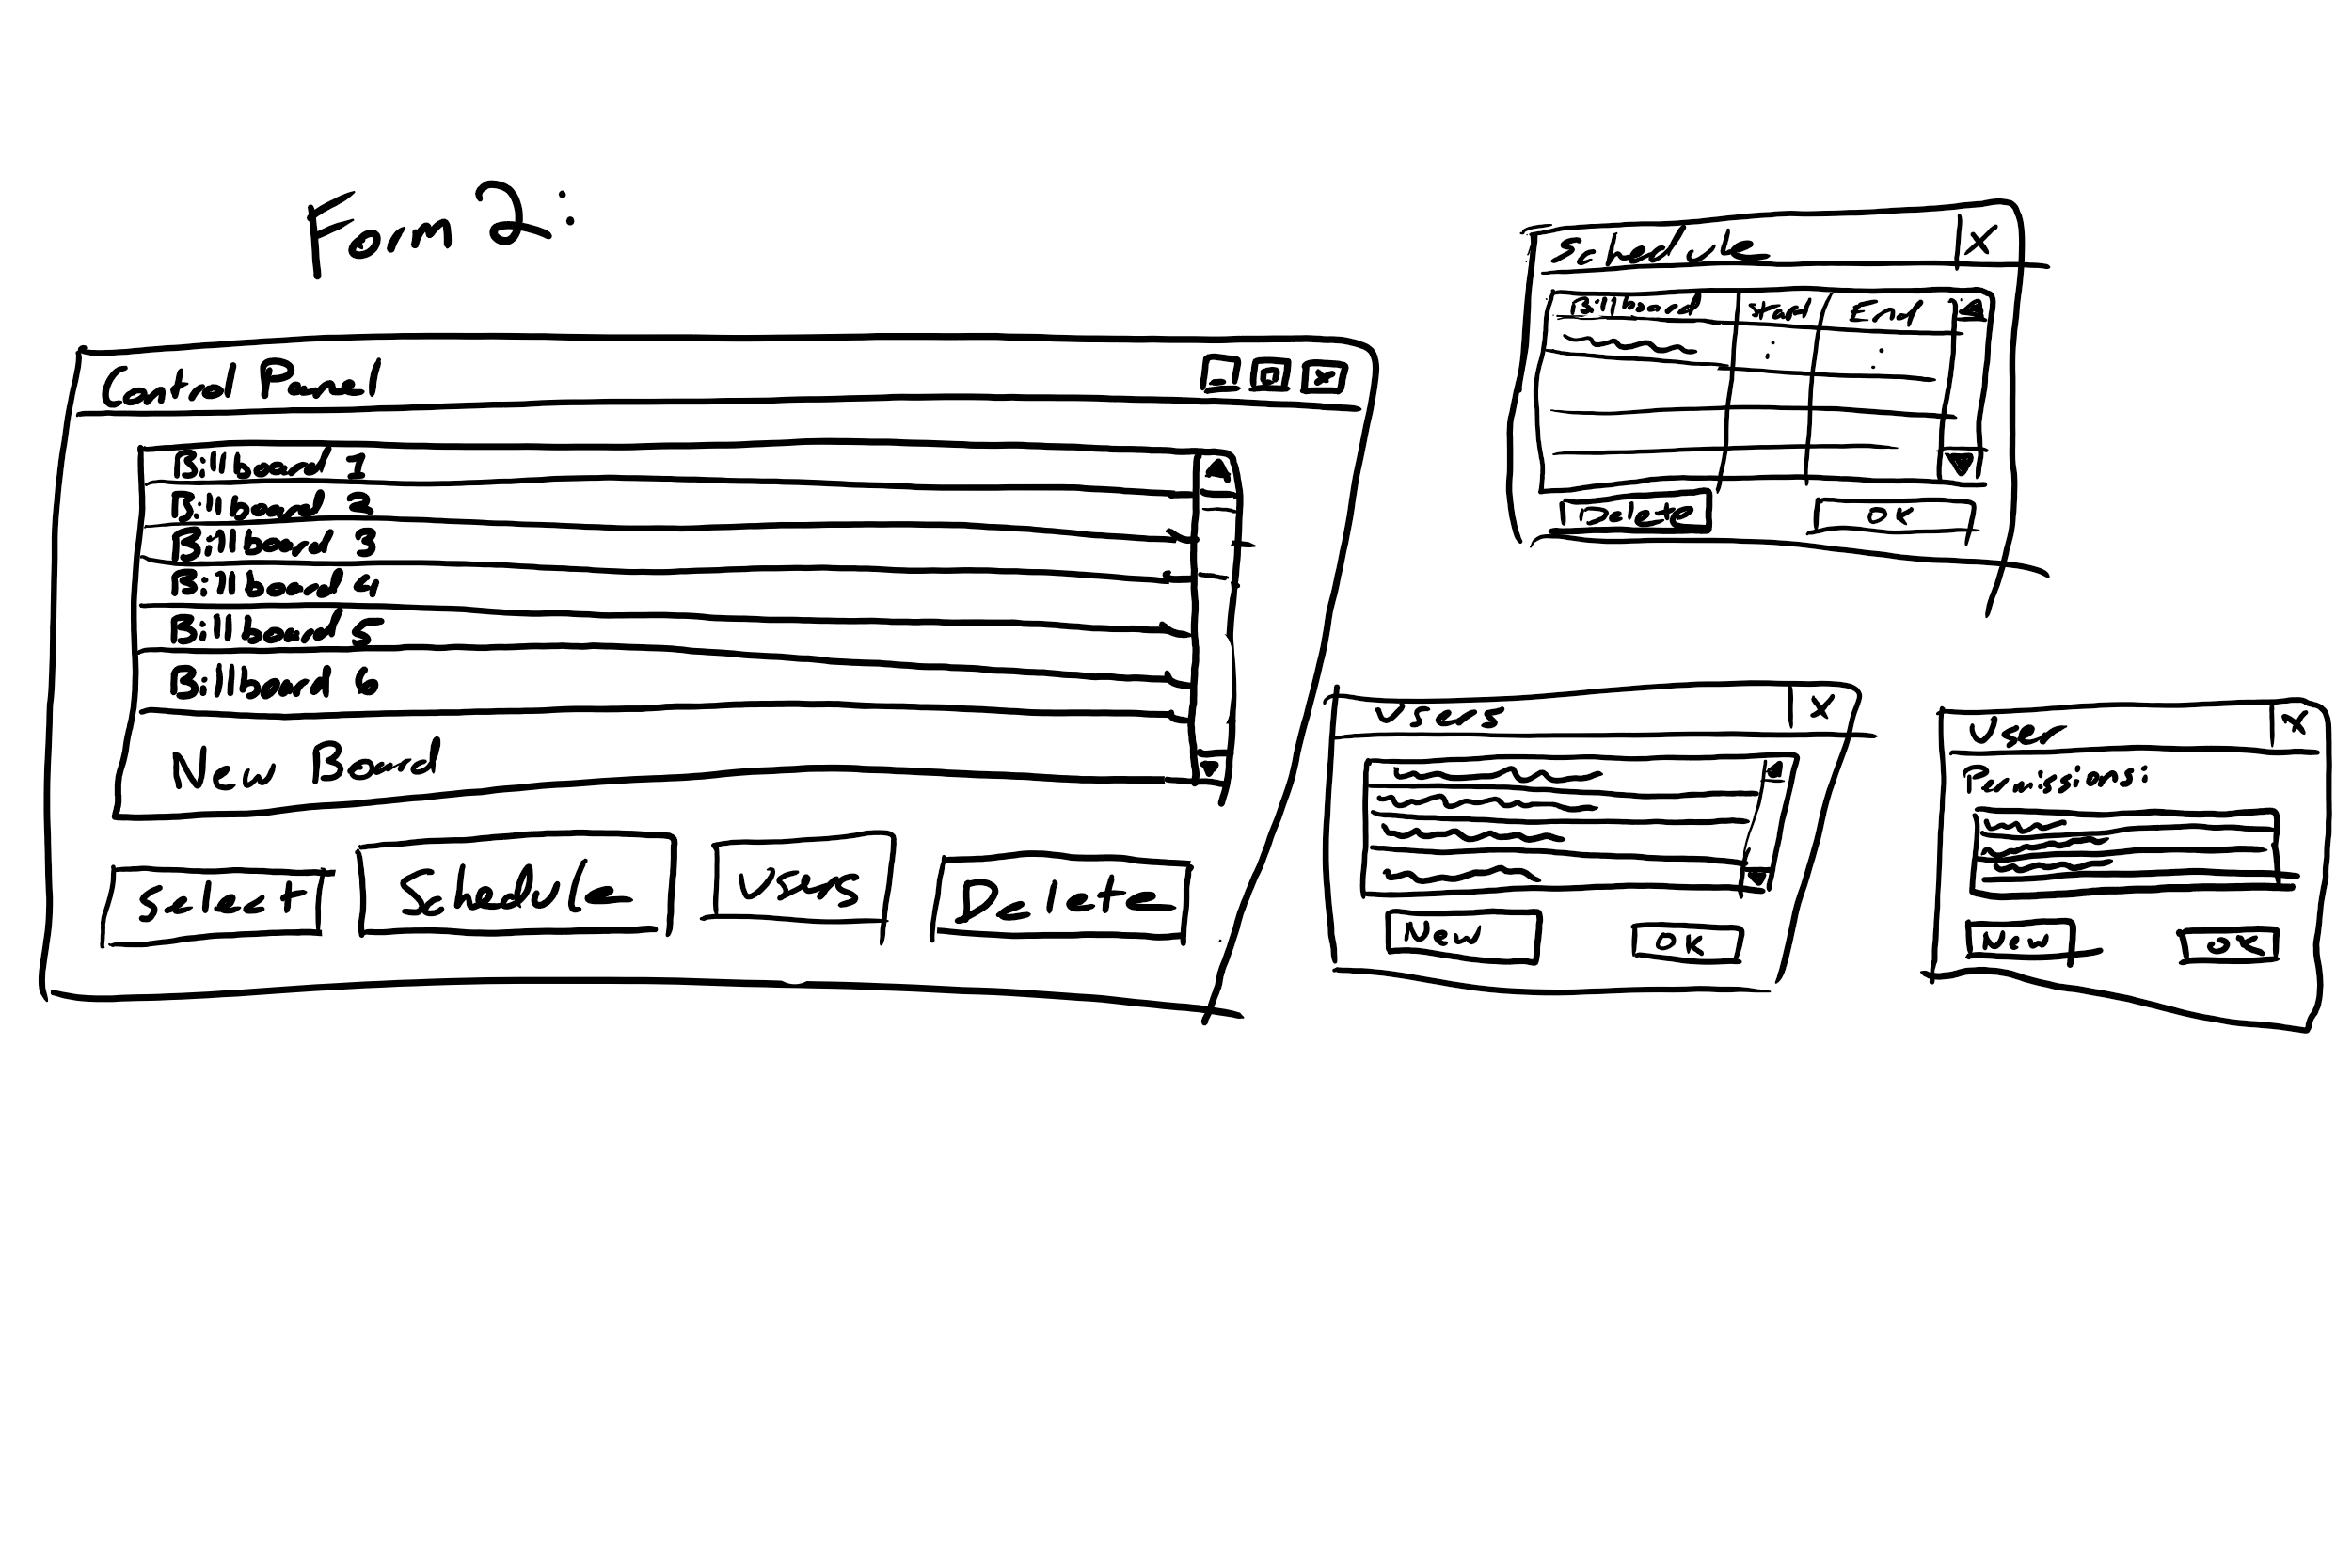 Form 2:
Control Panel
Billboard 1
Billboard 2
Billboard 3
Billboard 4
Billboard 5
Billboard 6
New Board
Select Schedule Users Delete
Schedule X
Billboard Start End
Delete OK
Users X
New OK
User X
Permissions:
New OK